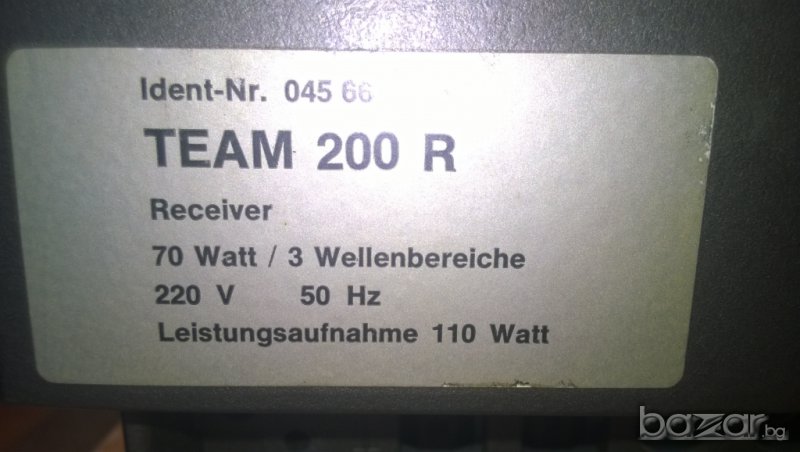 Ident-Nr. 045 66
TEAM 200 R
Receiver
70 Watt / 3 Wellenbereiche
220 V 50 Hz
Leistungsaufnahme 110 Watt
bazar.bg